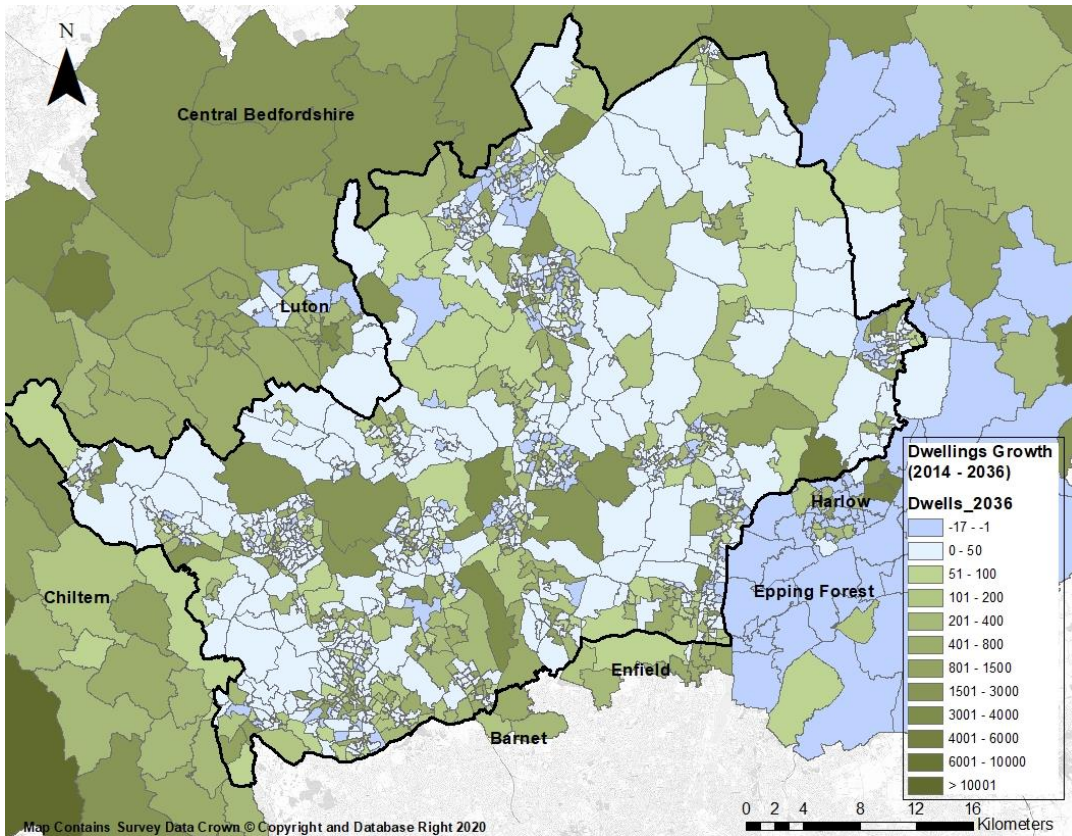 N
Central Bedfordshire
Luton
Dwellings Growth
(2014 - 2036)
Dwells_2036
-17 - -1
0 - 50
51 - 100
101 - 200
201 - 400
401 - 800
801 - 1500
1501 - 3000
3001 - 4000
4001 - 6000
6001 - 10000
> 10001
Harlow
Epping Forest
Chiltern
Enfield
Barnet
0 2 4 8 12 16
Kilometers
Map Contains Survey Data Crown © Copyright and Database Right 2020